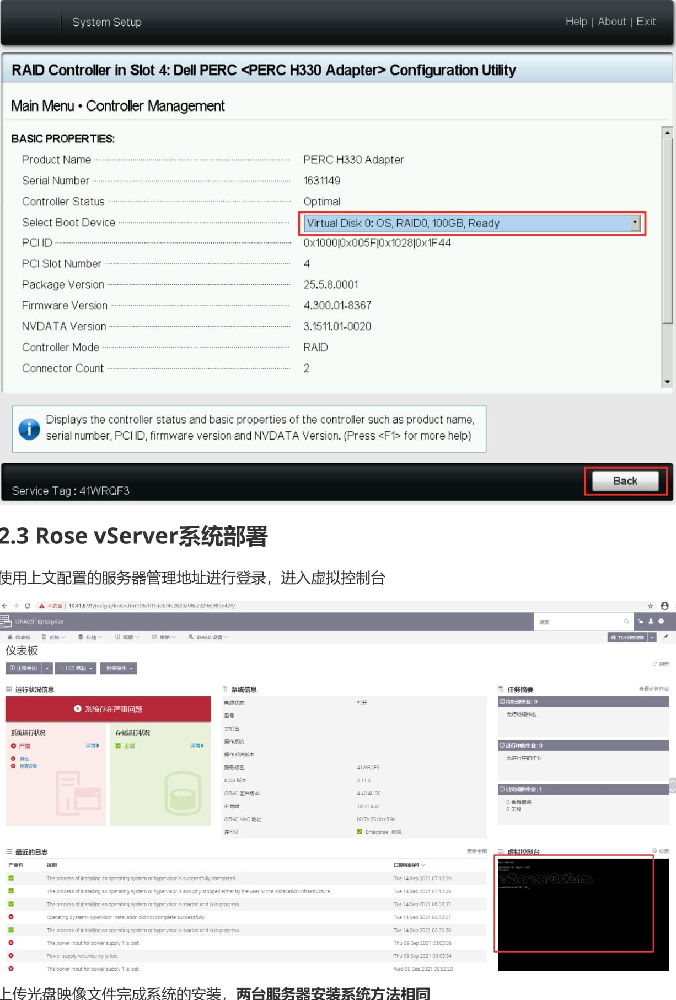 System Setup
Help | About | Exit
RAID Controller in Slot 4: Dell PERC <PERC H330 Adapter> Configuration Utility
Main Menu • Controller Management
BASIC PROPERTIES:
Product Name PERC H330 Adapter
Serial Number 1631149
Controller Status Optimal
Select Boot Device Virtual Disk 0: OS, RAID0, 100GB, Ready
PCI ID 0x1000|0x005F|0x1028|0x1F44
PCI Slot Number 4
Package Version 25.5.8.0001
Firmware Version 4.300.01-8367
NVDATA Version 3.1511.01-0020
Controller Mode RAID
Connector Count 2
Displays the controller status and basic properties of the controller such as product name,
serial number, PCI ID, firmware version and NVDATA Version. (Press <F1> for more help)
Service Tag : 41WRQF3
Back
2.3 Rose vServer系统部署
使用上文配置的服务器管理地址进行登录，进入虚拟控制台
不安全 | 10.41.8.91/restgui/index.html?9c1ff1ddbf4e2023a08c232f65989e42#/
iDRAC9 | Enterprise
搜索
仪表板 系统 存储 配置 维护 iDRAC 设置 打开组管理器
仪表板
正常关闭 LED 亮起 更多操作
刷新
运行状况信息
系统存在严重问题
系统运行状况
严重 详情
其他
电源设备
存储运行状况
正常 详情
系统信息
电源状态 打开
型号
主机名
操作系统
操作系统版本
服务标签 41WRQF3
BIOS 版本 2.11.2
iDRAC 固件版本 4.40.40.00
IP 地址 10.41.8.91
iDRAC MAC 地址 b0:7b:25:db:e3:9c
许可证 Enterprise 编辑
任务摘要 查看所有作业
待处理作业 : 0
无待处理作业
进行中的作业 : 0
无进行中的作业
已完成的作业 : 1
0 含有错误
0 失败
最近的日志 查看全部
严重性 说明 日期和时间
The process of installing an operating system or hypervisor is successfully completed. Tue 14 Sep 2021 07:12:09
The process of installing an operating system or hypervisor is abruptly stopped either by the user or the installation infrastructure. Tue 14 Sep 2021 07:12:09
The process of installing an operating system or hypervisor is started and is in progress. Tue 14 Sep 2021 06:38:37
Operating System/Hypervisor Installation did not complete successfully. Tue 14 Sep 2021 06:32:07
The process of installing an operating system or hypervisor is started and is in progress. Tue 14 Sep 2021 03:30:38
The power input for power supply 1 is lost. Thu 09 Sep 2021 03:03:36
Power supply redundancy is lost. Thu 09 Sep 2021 03:03:34
The power input for power supply 1 is lost. Wed 08 Sep 2021 08:58:20
虚拟控制台 设置
上传光盘映像文件完成系统的安装，两台服务器安装系统方法相同